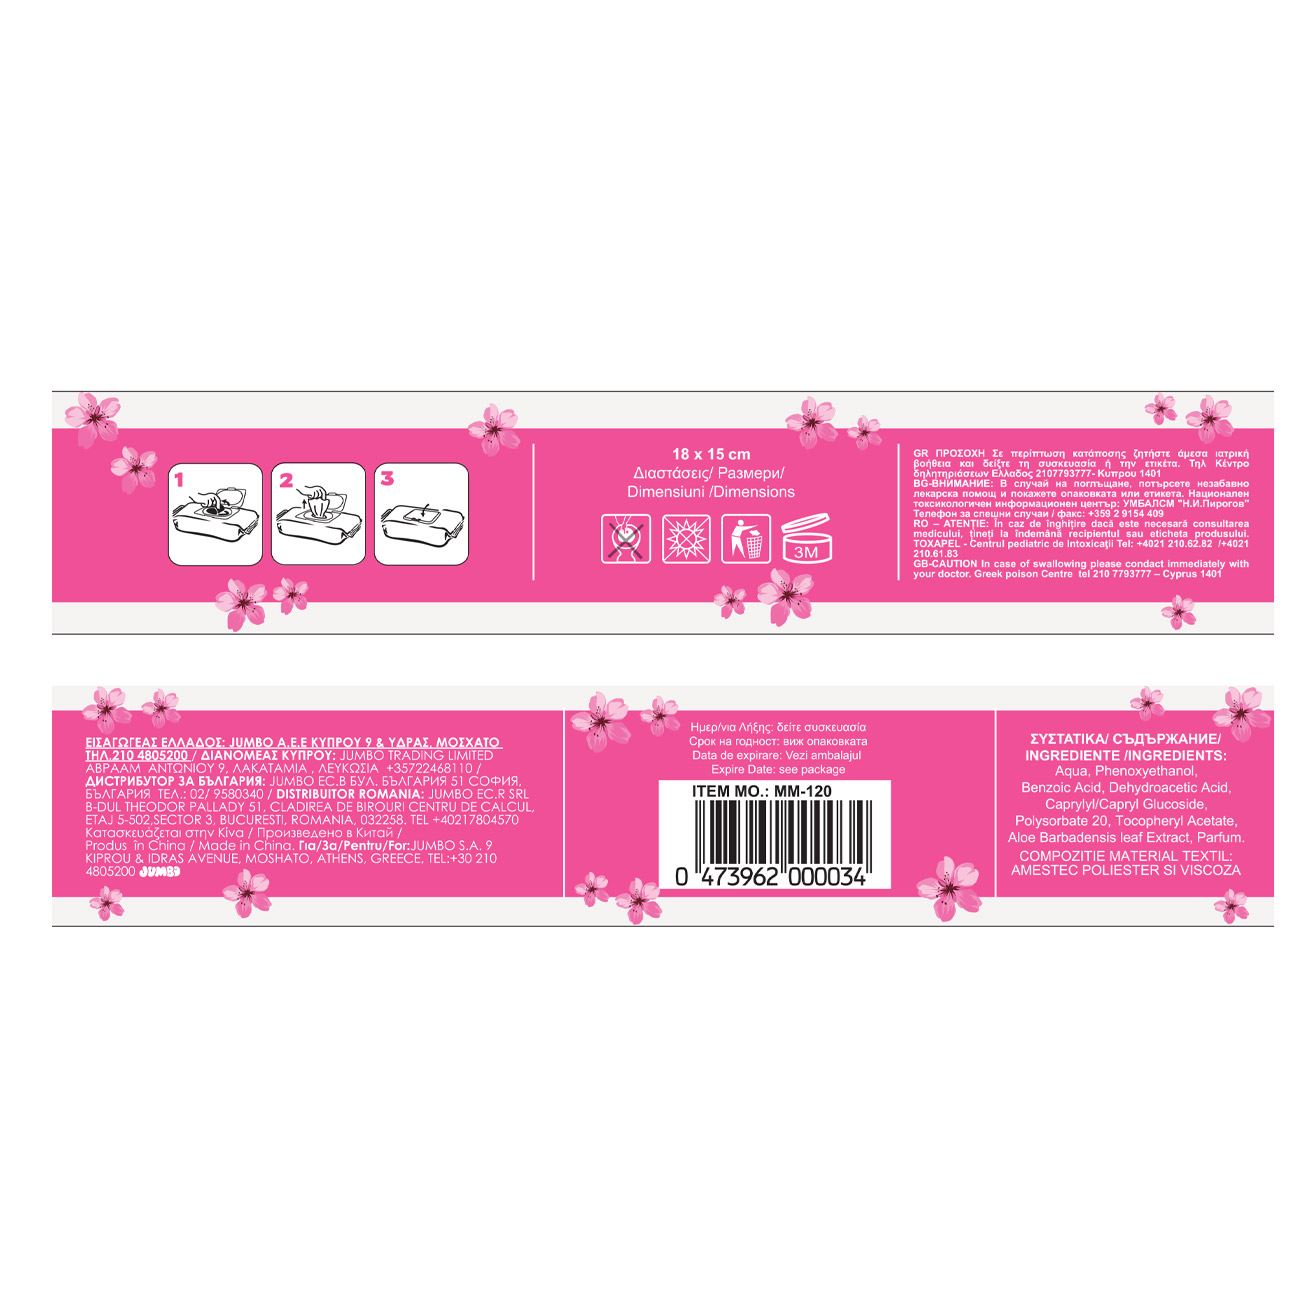 1
2
3
18 x 15 cm
Διαστάσεις/ Размери/
Dimensiuni /Dimensions
3M
GR ΠΡΟΣΟΧΗ Σε περίπτωση κατάποσης ζητήστε άμεσα ιατρική
βοήθεια και δείξτε τη συσκευασία ή την ετικέτα. Τηλ Κέντρο
δηλητηριάσεων Ελλαδος 2107793777- Κυπρου 1401
BG-ВНИМАНИЕ: В случай на поглъщане, потърсете незабавно
лекарска помощ и покажете опаковката или етикета. Национален
токсикологичен информационен център: УМБАЛСМ "Н.И.Пирогов"
Телефон за спешни случаи / факс: +359 2 9154 409
RO – ATENȚIE: În caz de înghițire dacă este necesară consultarea
medicului, țineți la îndemână recipientul sau eticheta produsului.
TOXAPEL - Centrul pediatric de intoxicaţii Tel: +4021 210.62.82 /+4021
210.61.83
GB-CAUTION In case of swallowing please condact immediately with
your doctor. Greek poison Centre tel 210 7793777 – Cyprus 1401
ΕΙΣΑΓΩΓΕΑΣ ΕΛΛΑΔΟΣ: JUMBO A.E.E ΚΥΠΡΟΥ 9 & ΥΔΡΑΣ, ΜΟΣΧΑΤΟ
ΤΗΛ.210 4805200 / ΔΙΑΝΟΜΕΑΣ ΚΥΠΡΟΥ: JUMBO TRADING LIMITED
ΑΒΡΑΑΜ ΑΝΤΩΝΙΟΥ 9, ΛΑΚΑΤΑΜΙΑ , ΛΕΥΚΩΣΙΑ +35722468110 /
ДИСТРИБУТОР ЗА БЪЛГАРИЯ: JUMBO EC.B БУЛ. БЪЛГАРИЯ 51 СОФИЯ,
БЪЛГАРИЯ ТЕЛ.: 02/ 9580340 / DISTRIBUITOR ROMANIA: JUMBO EC.R SRL
B-DUL THEODOR PALLADY 51, CLADIREA DE BIROURI CENTRU DE CALCUL,
ETAJ 5-502,SECTOR 3, BUCURESTI, ROMANIA, 032258. TEL +40217804570
Κατασκευάζεται στην Κίνα / Произведено в Китай /
Produs în China / Made in China. Για/За/Pentru/For:JUMBO S.A. 9
KIPROU & IDRAS AVENUE, MOSHATO, ATHENS, GREECE, TEL:+30 210
4805200 JUMBO
Ημερ/νια Λήξης: δείτε συσκευασία
Срок на годност: виж опаковката
Data de expirare: Vezi ambalajul
Expire Date: see package
ITEM MO.: MM-120
0 473962 000034
ΣΥΣΤΑΤΙΚΑ/ СЪДЪРЖАНИЕ/
INGREDIENTE /INGREDIENTS:
Aqua, Phenoxyethanol,
Benzoic Acid, Dehydroacetic Acid,
Caprylyl/Capryl Glucoside,
Polysorbate 20, Tocopheryl Acetate,
Aloe Barbadensis leaf Extract, Parfum.
COMPOZITIE MATERIAL TEXTIL:
AMESTEC POLIESTER SI VISCOZA